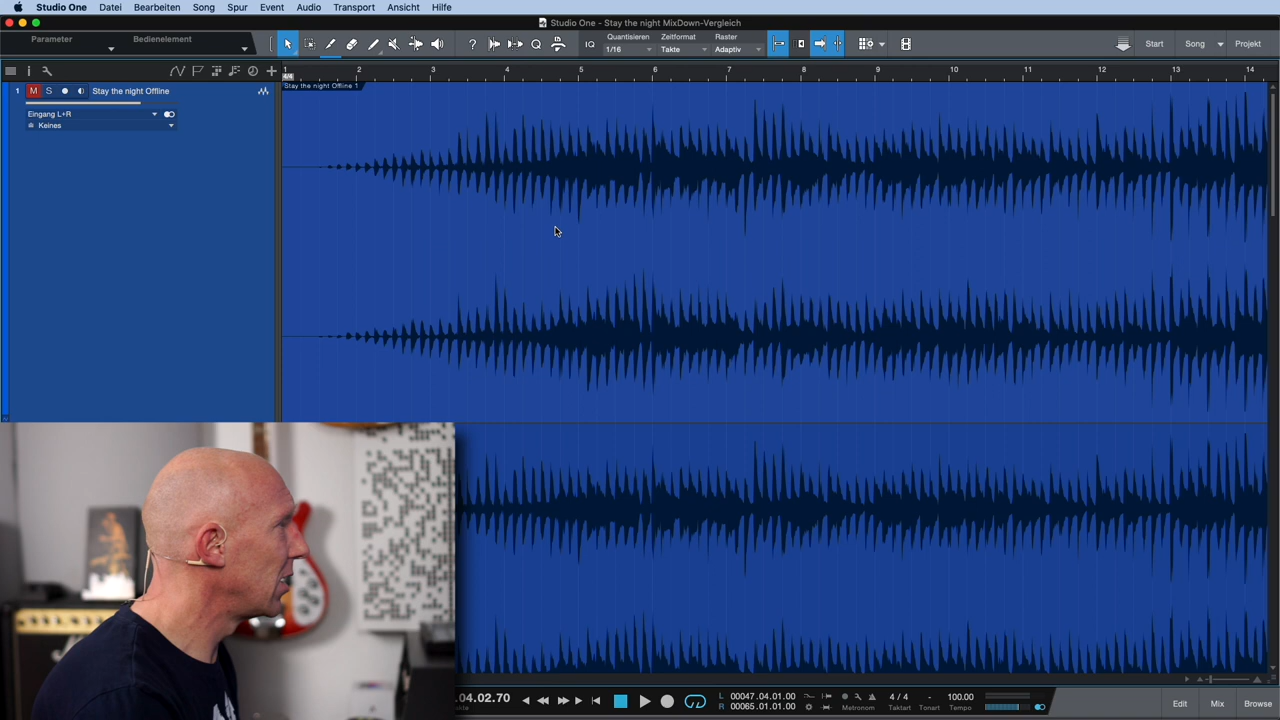 Studio One Datei Bearbeiten Song Spur Event Audio Transport Ansicht Hilfe
Studio One - Stay the night MixDown-Vergleich
Parameter Bedienelement
? IQ
Quantisieren Zeitformat Raster
1/16 Takte Adaptiv
Start Song Projekt
1 2 3 4 5 6 7 8 9 10 11 12 13 14
4/4
1 M S Stay the night Offline
Stay the night Offline 1
Eingang L+R
Keines
.04.02.70
L 00047.04.01.00
R 00065.01.01.00
Metronom
4 / 4 - 100.00
Taktart Tonart Tempo
Edit Mix Browse